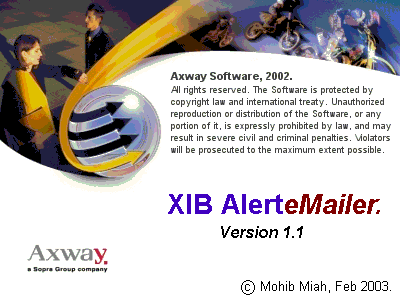 Axway Software, 2002.
All rights reserved. The Software is protected by
copyright law and international treaty. Unauthorized
reproduction or distribution of the Software, or any
portion of it, is expressly prohibited by law, and may
result in severe civil and criminal penalties. Violators
will be prosecuted to the maximum extent possible.
XIB AlerteMailer.
Version 1.1
Axway.
a Sopra Group company
© Mohib Miah, Feb 2003.